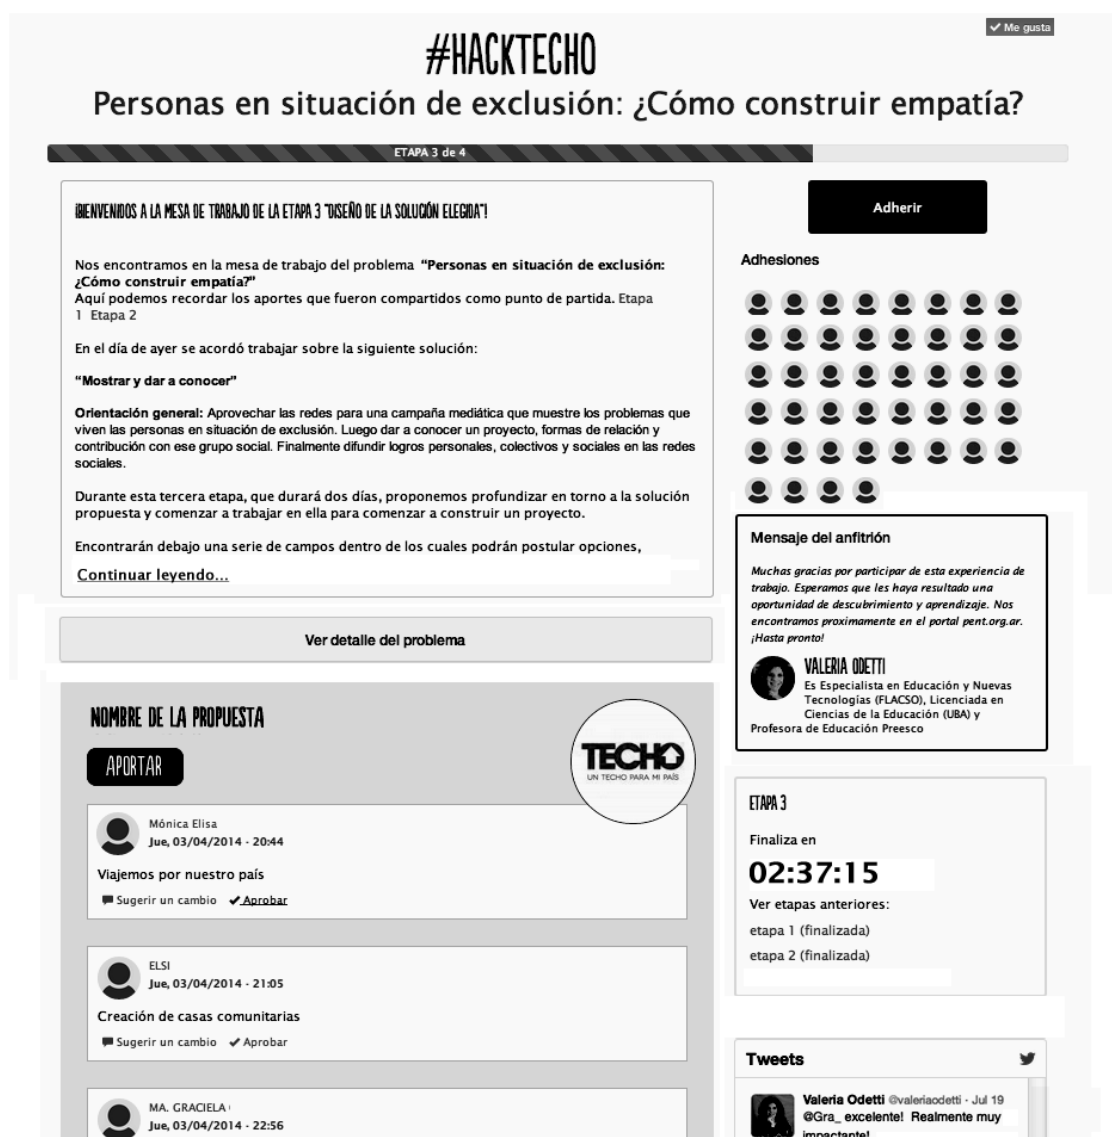 Me gusta
#HACKTECHO
Personas en situación de exclusión: ¿Cómo construir empatía?
ETAPA 3 de 4
¡BIENVENIDOS A LA MESA DE TRABAJO DE LA ETAPA 3 "DISEÑO DE LA SOLUCIÓN ELEGIDA"!
Nos encontramos en la mesa de trabajo del problema “Personas en situación de exclusión:
¿Cómo construir empatía?”
Aquí podemos recordar los aportes que fueron compartidos como punto de partida. Etapa
1 Etapa 2
En el día de ayer se acordó trabajar sobre la siguiente solución:
“Mostrar y dar a conocer”
Orientación general: Aprovechar las redes para una campaña mediática que muestre los problemas que
viven las personas en situación de exclusión. Luego dar a conocer un proyecto, formas de relación y
contribución con ese grupo social. Finalmente difundir logros personales, colectivos y sociales en las redes
sociales.
Durante esta tercera etapa, que durará dos días, proponemos profundizar en torno a la solución
propuesta y comenzar a trabajar en ella para comenzar a construir un proyecto.
Encontrarán debajo una serie de campos dentro de los cuales podrán postular opciones,
Continuar leyendo...
Ver detalle del problema
NOMBRE DE LA PROPUESTA
APORTAR
TECHO
UN TECHO PARA MI PAÍS
Mónica Elisa
Jue, 03/04/2014 - 20:44
Viajemos por nuestro país
Sugerir un cambio Aprobar
ELSI
Jue, 03/04/2014 - 21:05
Creación de casas comunitarias
Sugerir un cambio Aprobar
MA. GRACIELA
Jue, 03/04/2014 - 22:56
Adherir
Adhesiones
Mensaje del anfitrión
Muchas gracias por participar de esta experiencia de
trabajo. Esperamos que les haya resultado una
oportunidad de descubrimiento y aprendizaje. Nos
encontramos proximamente en el portal pent.org.ar.
¡Hasta pronto!
VALERIA ODETTI
Es Especialista en Educación y Nuevas
Tecnologías (FLACSO), Licenciada en
Ciencias de la Educación (UBA) y
Profesora de Educación Preesco
ETAPA 3
Finaliza en
02:37:15
Ver etapas anteriores:
etapa 1 (finalizada)
etapa 2 (finalizada)
Tweets
Valeria Odetti @valeriaodetti · Jul 19
@Gra_ excelente! Realmente muy
impactante!